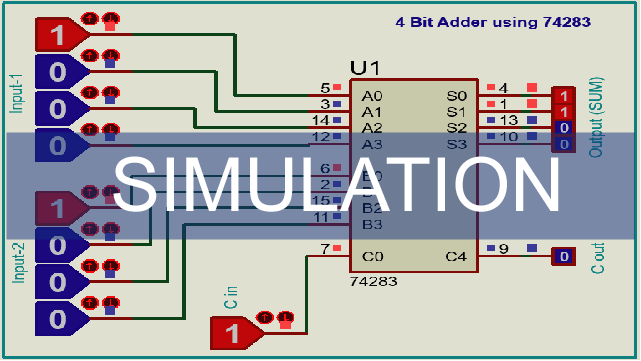 4 Bit Adder using 74283
U1
Input-1
1
0
0
0
Input-2
1
0
0
0
C in
1
5
3
14
12
6
2
15
11
7
A0
A1
A2
A3
B0
B2
B3
C0
S0
S1
S2
S3
C4
4
1
13
10
9
1
1
0
0
0
Output (SUM)
C out
74283
SIMULATION